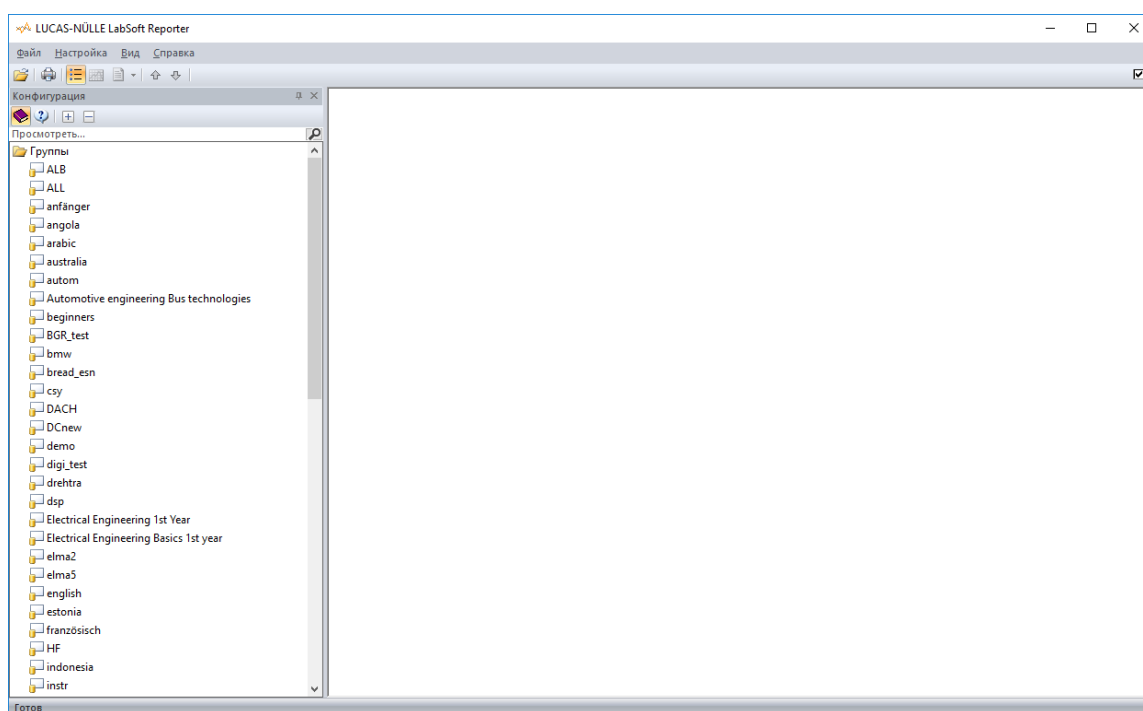 LUCAS-NÜLLE LabSoft Reporter
Файл Настройка Вид Справка
Конфигурация
Просмотреть...
Группы
ALB
ALL
anfänger
angola
arabic
australia
autom
Automotive engineering Bus technologies
beginners
BGR_test
bmw
bread_esn
csy
DACH
DCnew
demo
digi_test
drehtra
dsp
Electrical Engineering 1st Year
Electrical Engineering Basics 1st year
elma2
elma5
english
estonia
französisch
HF
indonesia
instr
Готов